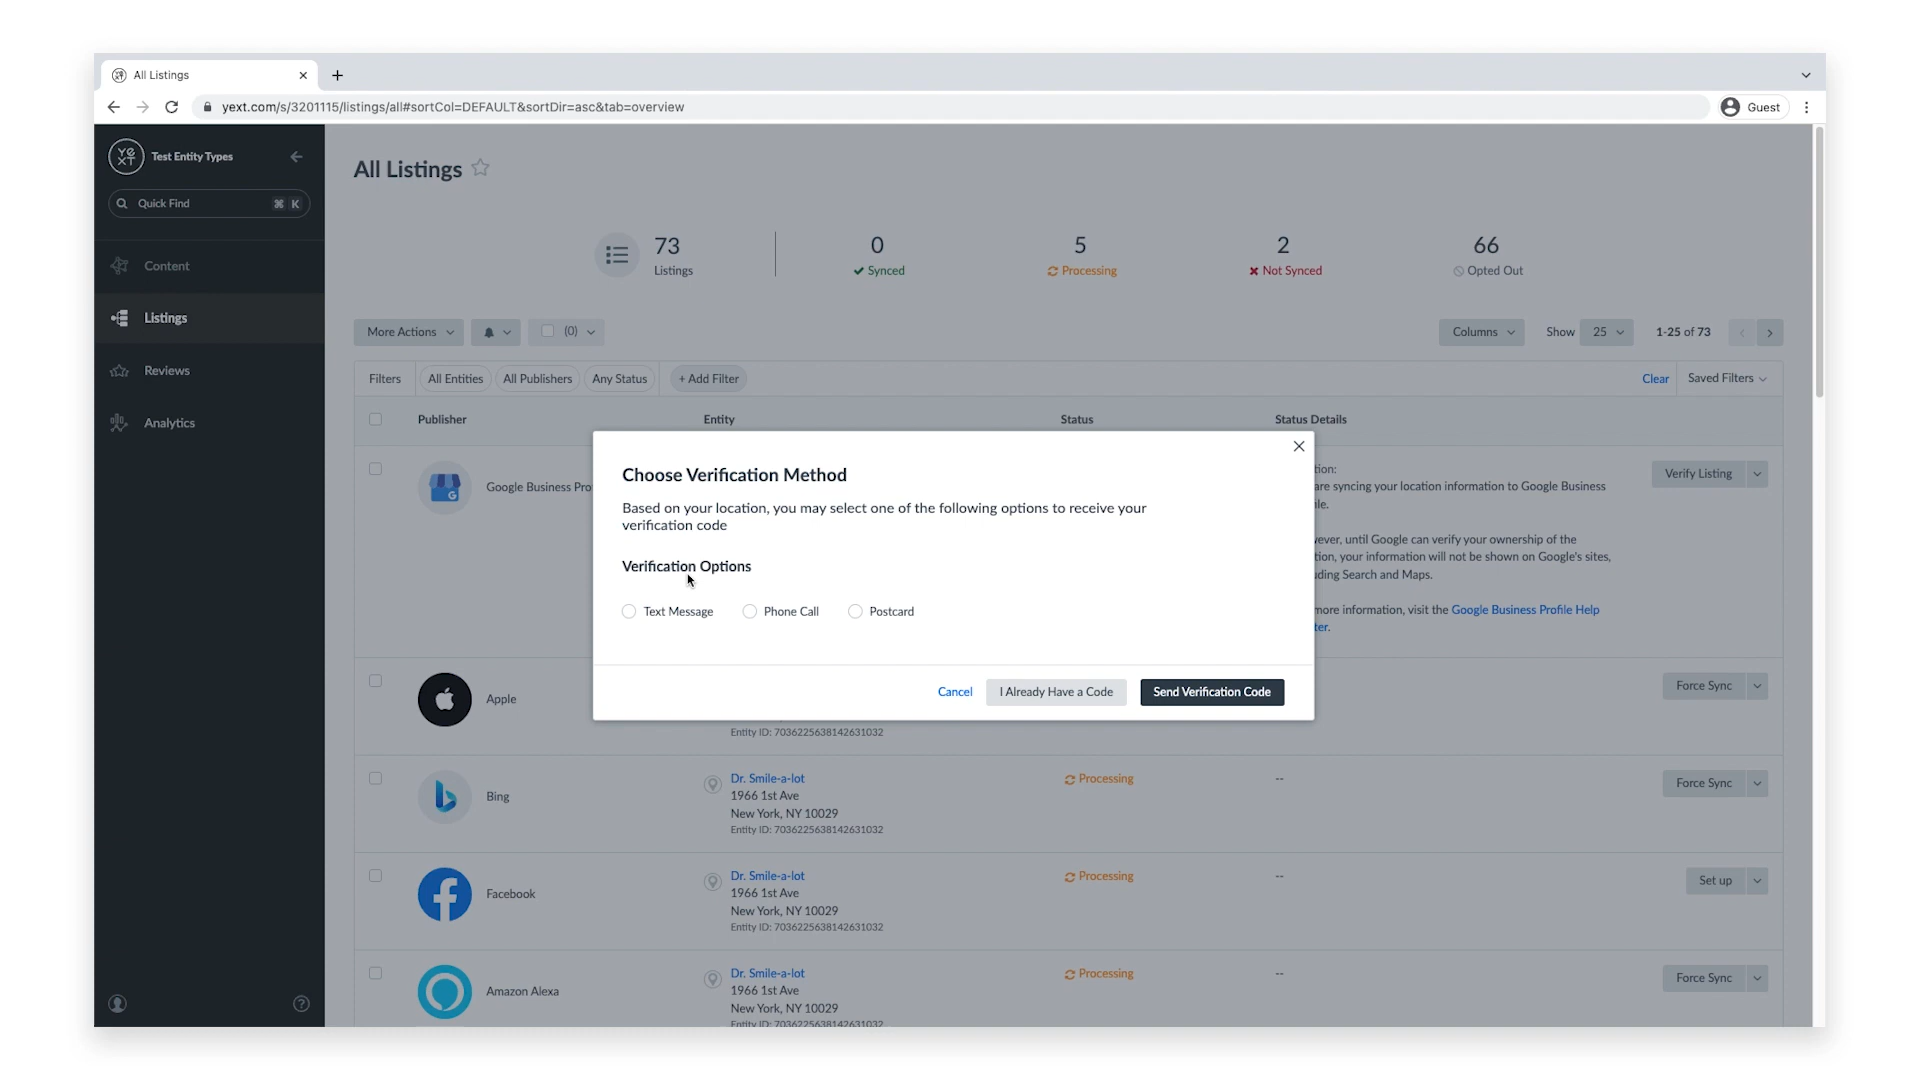 All Listings
yext.com/s/3201115/listings/all#sortCol=DEFAULT&sortDir=asc&tab=overview
Guest
YEXT
Test Entity Types
Quick Find
⌘ K
Content
Listings
Reviews
Analytics
All Listings
73
Listings
0
Synced
5
Processing
2
Not Synced
66
Opted Out
More Actions
(0)
Columns
Show
25
1-25 of 73
Filters
All Entities
All Publishers
Any Status
+ Add Filter
Clear
Saved Filters
Publisher
Entity
Status
Status Details
Google Business Pro
tion:
are syncing your location information to Google Business
ile.
ever, until Google can verify your ownership of the
tion, your information will not be shown on Google's sites,
ding Search and Maps.
more information, visit the Google Business Profile Help
ter.
Verify Listing
Choose Verification Method
Based on your location, you may select one of the following options to receive your
verification code
Verification Options
Text Message
Phone Call
Postcard
Cancel
I Already Have a Code
Send Verification Code
Apple
Entity ID: 7036225638142631032
Force Sync
Bing
Dr. Smile-a-lot
1966 1st Ave
New York, NY 10029
Entity ID: 7036225638142631032
Processing
--
Force Sync
Facebook
Dr. Smile-a-lot
1966 1st Ave
New York, NY 10029
Entity ID: 7036225638142631032
Processing
--
Set up
Amazon Alexa
Dr. Smile-a-lot
1966 1st Ave
New York, NY 10029
Entity ID: 7036225638142631032
Processing
--
Force Sync